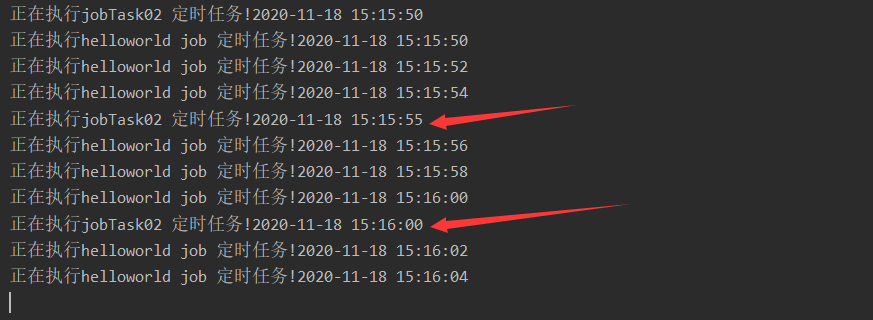 正在执行jobTask02 定时任务!2020-11-18 15:15:50
正在执行helloworld job 定时任务!2020-11-18 15:15:50
正在执行helloworld job 定时任务!2020-11-18 15:15:52
正在执行helloworld job 定时任务!2020-11-18 15:15:54
正在执行jobTask02 定时任务!2020-11-18 15:15:55
正在执行helloworld job 定时任务!2020-11-18 15:15:56
正在执行helloworld job 定时任务!2020-11-18 15:15:58
正在执行helloworld job 定时任务!2020-11-18 15:16:00
正在执行jobTask02 定时任务!2020-11-18 15:16:00
正在执行helloworld job 定时任务!2020-11-18 15:16:02
正在执行helloworld job 定时任务!2020-11-18 15:16:04